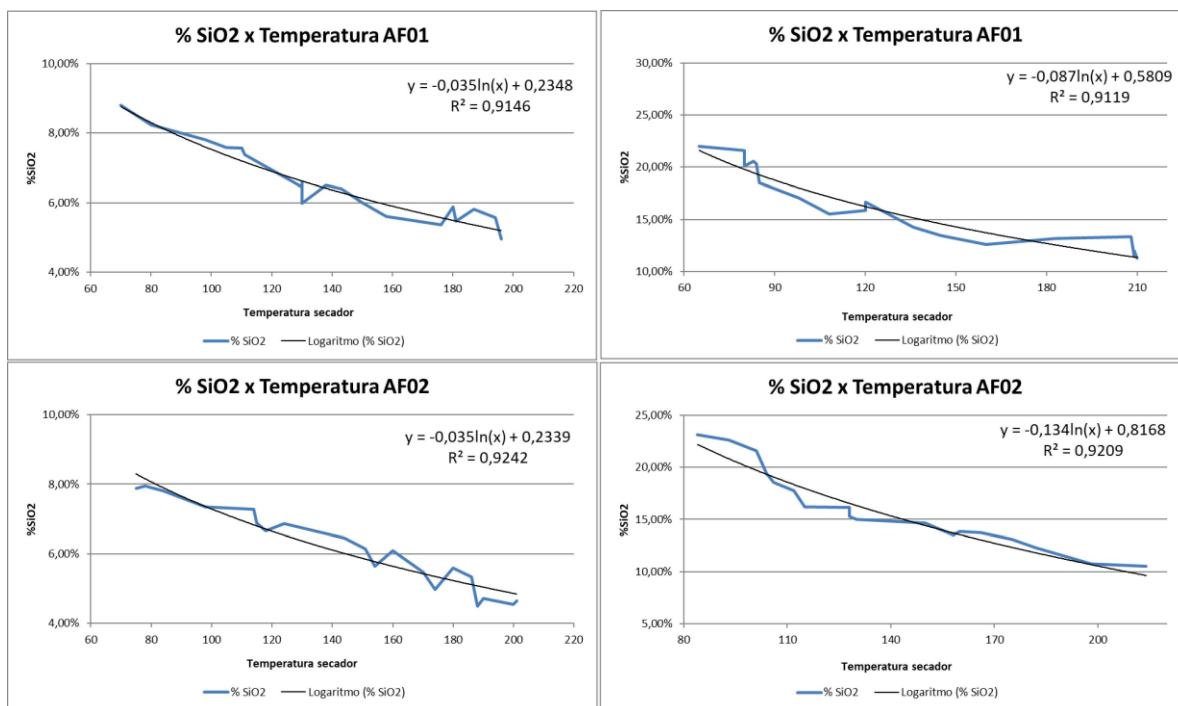 % SiO2 x Temperatura AF01
10,00%
8,00%
6,00%
4,00%
%SiO2
y = -0,035ln(x) + 0,2348
R² = 0,9146
60 80 100 120 140 160 180 200 220
Temperatura secador
% SiO2 Logaritmo (% SiO2)
% SiO2 x Temperatura AF01
30,00%
25,00%
20,00%
15,00%
10,00%
%SiO2
y = -0,087ln(x) + 0,5809
R² = 0,9119
60 90 120 150 180 210
Temperatura secador
% SiO2 Logaritmo (% SiO2)
% SiO2 x Temperatura AF02
10,00%
8,00%
6,00%
4,00%
%SiO2
y = -0,035ln(x) + 0,2339
R² = 0,9242
60 80 100 120 140 160 180 200 220
Temperatura secador
% SiO2 Logaritmo (% SiO2)
% SiO2 x Temperatura AF02
25,00%
20,00%
15,00%
10,00%
5,00%
%SiO2
y = -0,134ln(x) + 0,8168
R² = 0,9209
80 110 140 170 200
Temperatura secador
% SiO2 Logaritmo (% SiO2)